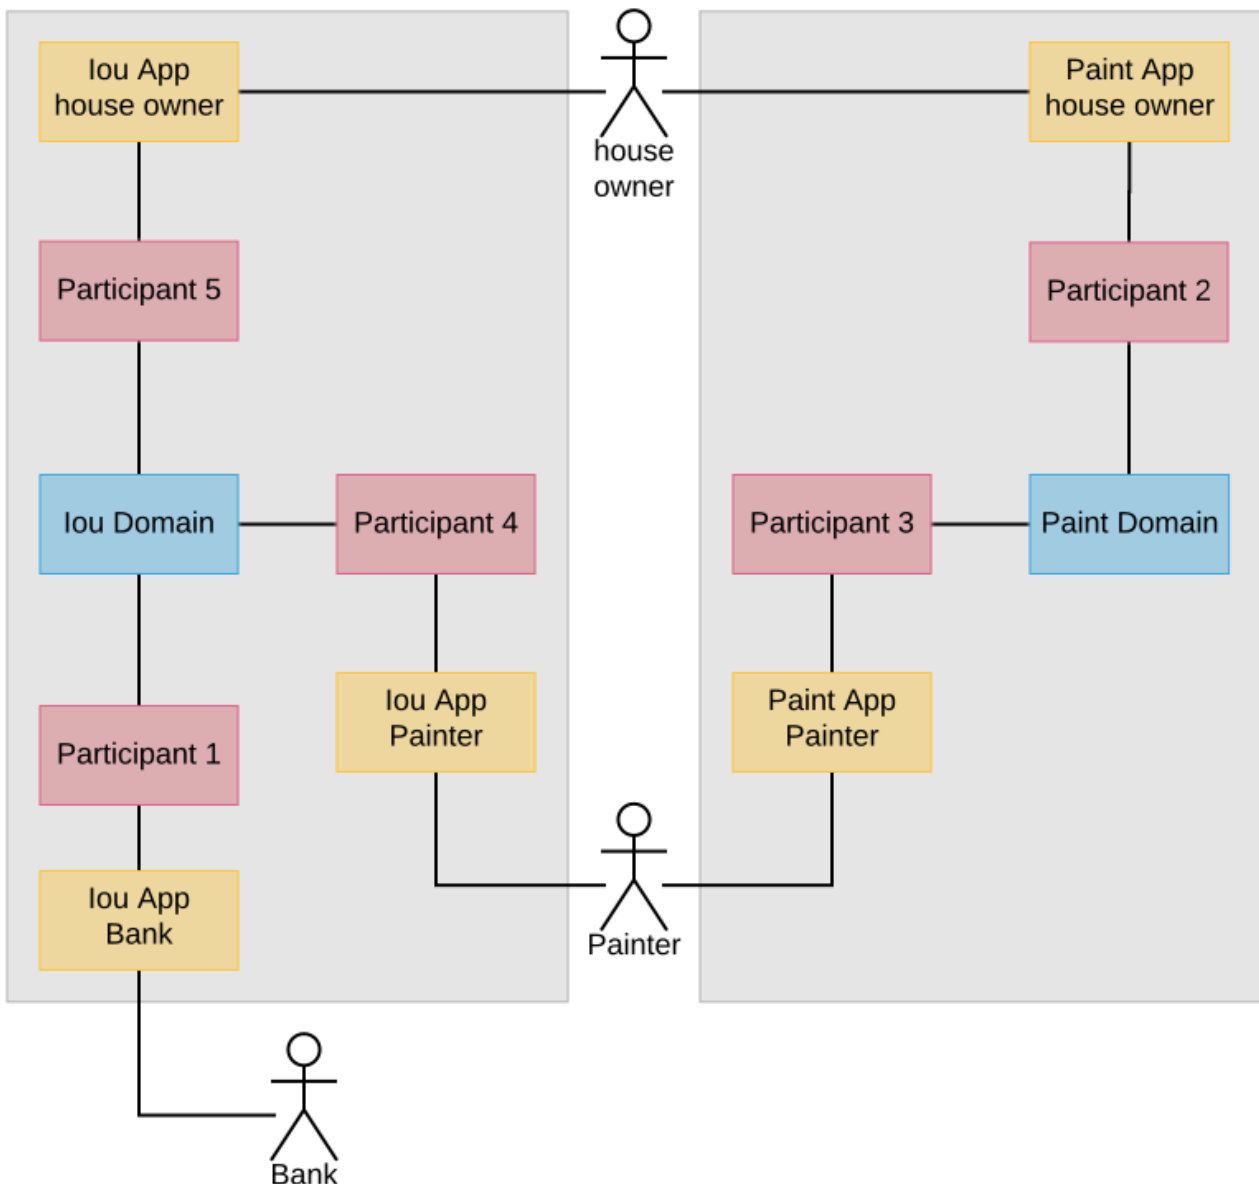 Iou App
house owner
house
owner
Paint App
house owner
Participant 5
Participant 2
Iou Domain
Participant 4
Participant 3
Paint Domain
Iou App
Painter
Paint App
Painter
Participant 1
Iou App
Bank
Painter
Bank